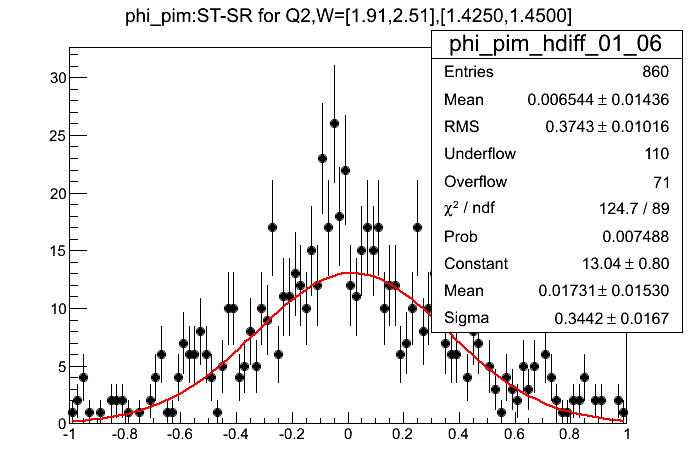 phi_pim:ST-SR for Q2,W=[1.91,2.51],[1.4250,1.4500]
phi_pim_hdiff_01_06
Entries 860
Mean 0.006544 ± 0.01436
RMS 0.3743 ± 0.01016
Underflow 110
Overflow 71
χ² / ndf 124.7 / 89
Prob 0.007488
Constant 13.04 ± 0.80
Mean 0.01731 ± 0.01530
Sigma 0.3442 ± 0.0167
30
25
20
15
10
5
0
-1 -0.8 -0.6 -0.4 -0.2 0 0.2 0.4 0.6 0.8 1